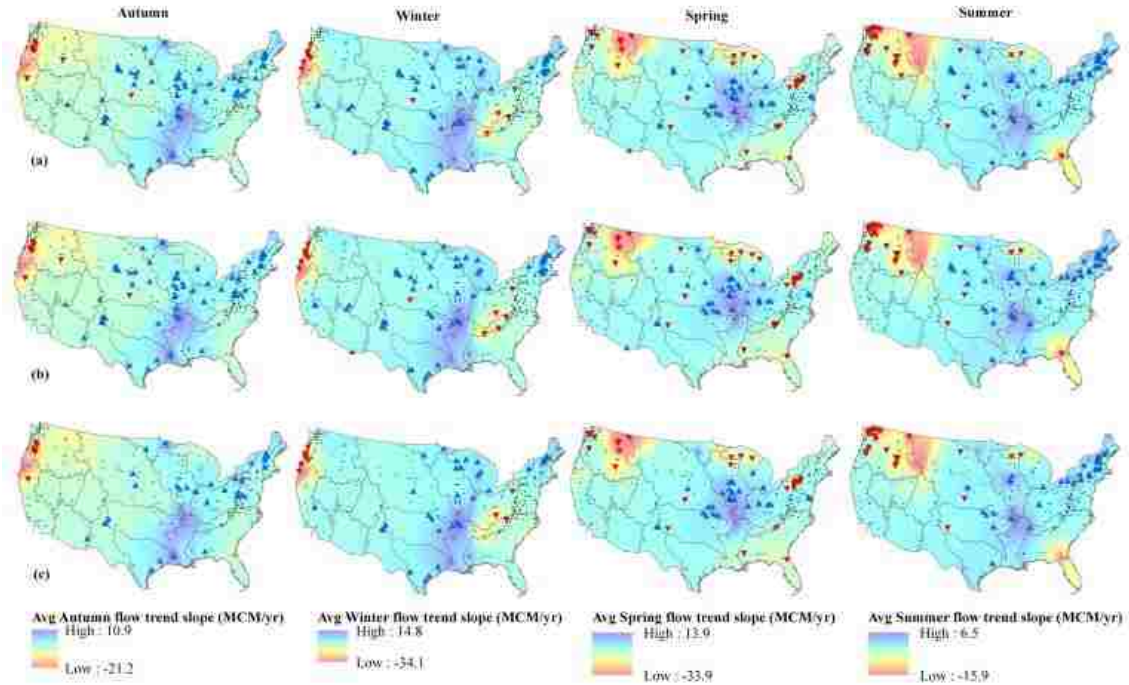 Autumn Winter Spring Summer
(a)
(b)
(c)
Avg Autumn flow trend slope (MCM/yr) Avg Winter flow trend slope (MCM/yr) Avg Spring flow trend slope (MCM/yr) Avg Summer flow trend slope (MCM/yr)
High : 10.9 High : 14.8 High : 13.9 High : 6.5
Low : -21.2 Low : -34.1 Low : -33.9 Low : -15.9